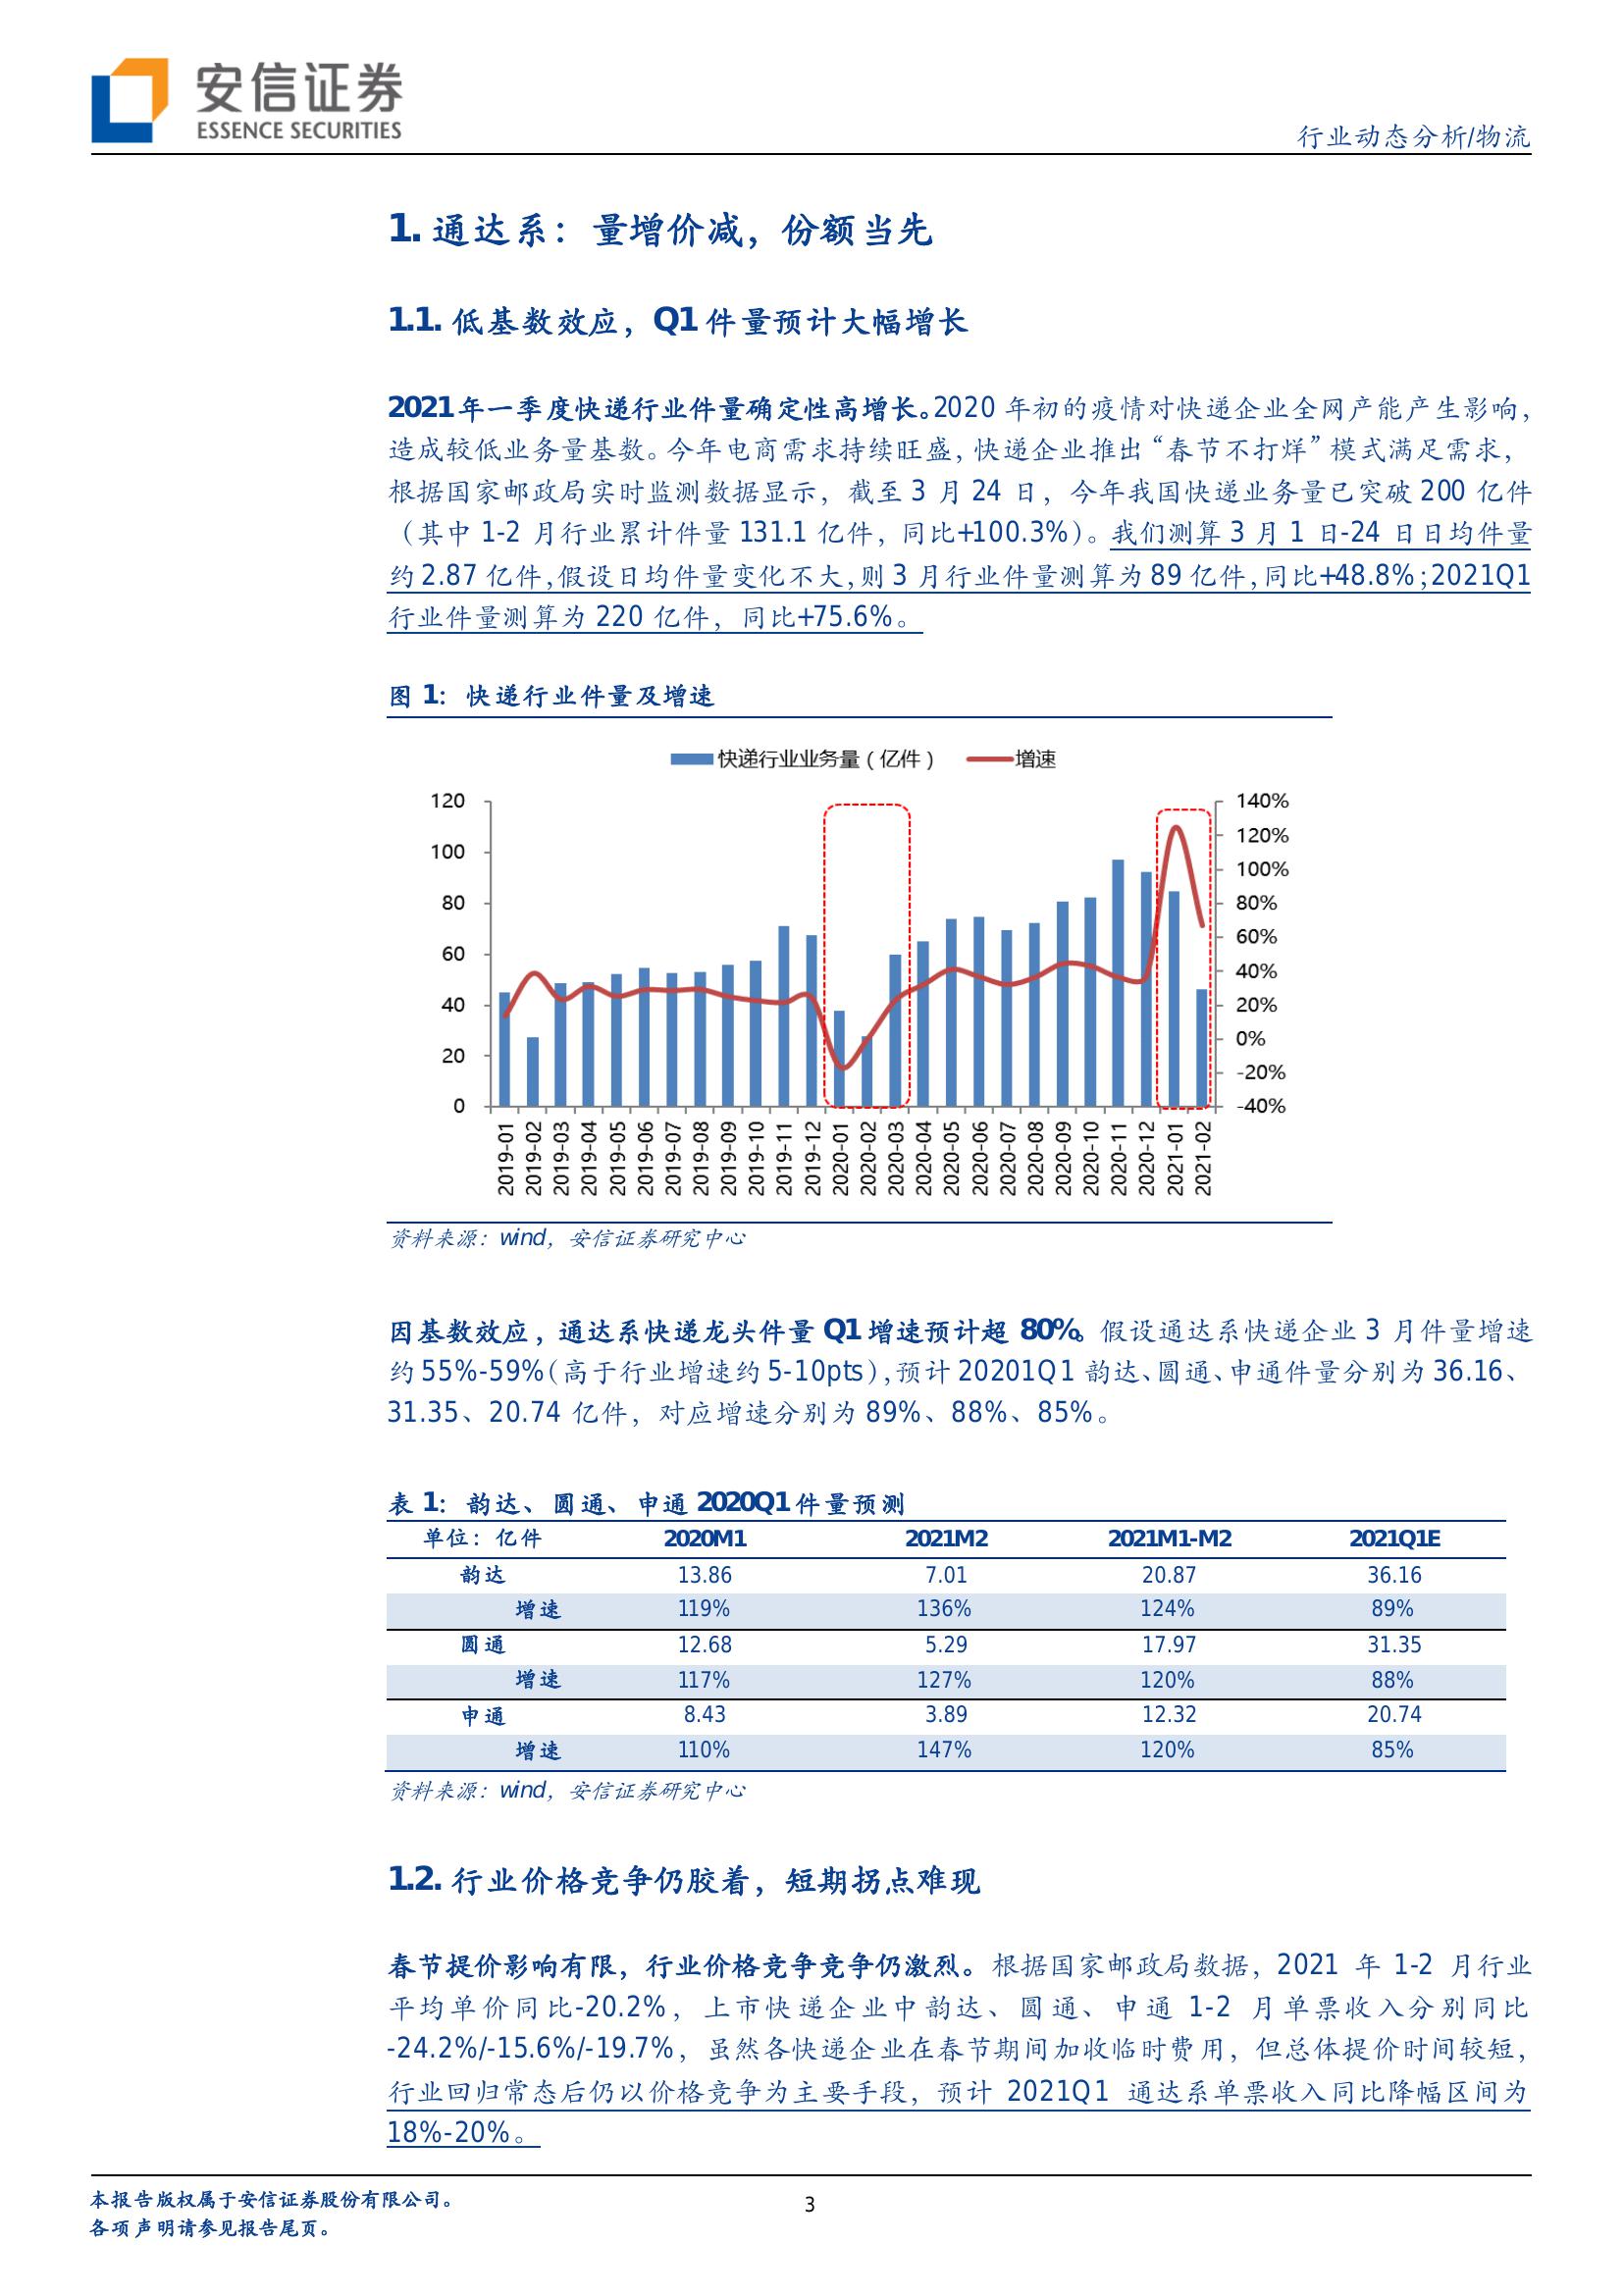 安信证券
ESSENCE SECURITIES
行业动态分析/物流
1. 通达系：量增价减，份额当先
1.1. 低基数效应，Q1 件量预计大幅增长
2021 年一季度快递行业件量确定性高增长。2020 年初的疫情对快递企业全网产能产生影响，
造成较低业务量基数。今年电商需求持续旺盛，快递企业推出“春节不打烊”模式满足需求，
根据国家邮政局实时监测数据显示，截至 3 月 24 日，今年我国快递业务量已突破 200 亿件
（其中 1-2 月行业累计件量 131.1 亿件，同比+100.3%）。我们测算 3 月 1 日-24 日日均件量
约 2.87 亿件，假设日均件量变化不大，则 3 月行业件量测算为 89 亿件，同比+48.8%；2021Q1
行业件量测算为 220 亿件，同比+75.6%。
图 1：快递行业件量及增速
快递行业业务量（亿件） 增速
120 140%
120%
100 100%
80 80%
60%
60 40%
40 20%
0%
20 -20%
0 -40%
2019-01 2019-02 2019-03 2019-04 2019-05 2019-06 2019-07 2019-08 2019-09 2019-10 2019-11 2019-12 2020-01 2020-02 2020-03 2020-04 2020-05 2020-06 2020-07 2020-08 2020-09 2020-10 2020-11 2020-12 2021-01 2021-02
资料来源：wind，安信证券研究中心
因基数效应，通达系快递龙头件量 Q1 增速预计超 80%。假设通达系快递企业 3 月件量增速
约 55%-59%（高于行业增速约 5-10pts），预计 20201Q1 韵达、圆通、申通件量分别为 36.16、
31.35、20.74 亿件，对应增速分别为 89%、88%、85%。
表 1：韵达、圆通、申通 2020Q1 件量预测
单位：亿件 2020M1 2021M2 2021M1-M2 2021Q1E
韵达 13.86 7.01 20.87 36.16
增速 119% 136% 124% 89%
圆通 12.68 5.29 17.97 31.35
增速 117% 127% 120% 88%
申通 8.43 3.89 12.32 20.74
增速 110% 147% 120% 85%
资料来源：wind，安信证券研究中心
1.2. 行业价格竞争仍胶着，短期拐点难现
春节提价影响有限，行业价格竞争竞争仍激烈。根据国家邮政局数据，2021 年 1-2 月行业
平均单价同比-20.2%，上市快递企业中韵达、圆通、申通 1-2 月单票收入分别同比
-24.2%/-15.6%/-19.7%，虽然各快递企业在春节期间加收临时费用，但总体提价时间较短，
行业回归常态后仍以价格竞争为主要手段，预计 2021Q1 通达系单票收入同比降幅区间为
18%-20%。
本报告版权属于安信证券股份有限公司。
3
各项声明请参见报告尾页。